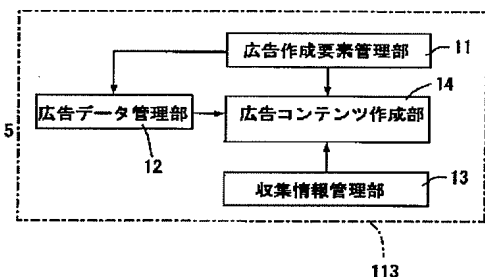 広告作成要素管理部
11
14
広告データ管理部
広告コンテンツ作成部
5
12
収集情報管理部
13
113